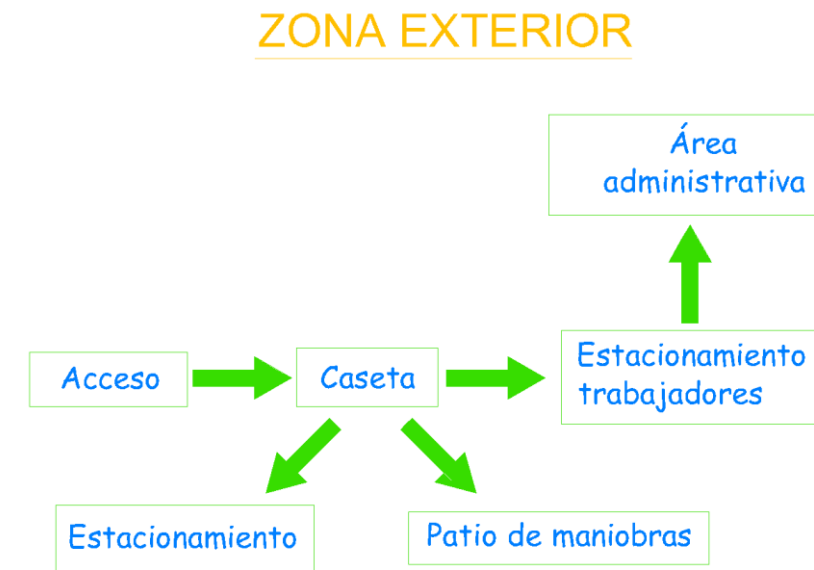 ZONA EXTERIOR
Área
administrativa
Estacionamiento
trabajadores
Acceso
Caseta
Estacionamiento
Patio de maniobras